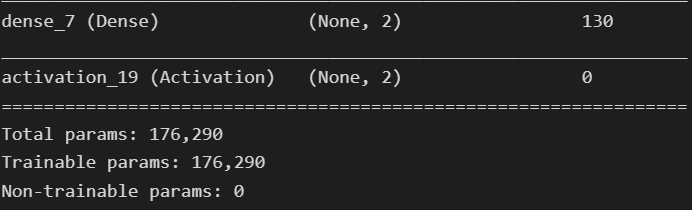 dense_7 (Dense) (None, 2) 130
activation_19 (Activation) (None, 2) 0
Total params: 176,290
Trainable params: 176,290
Non-trainable params: 0